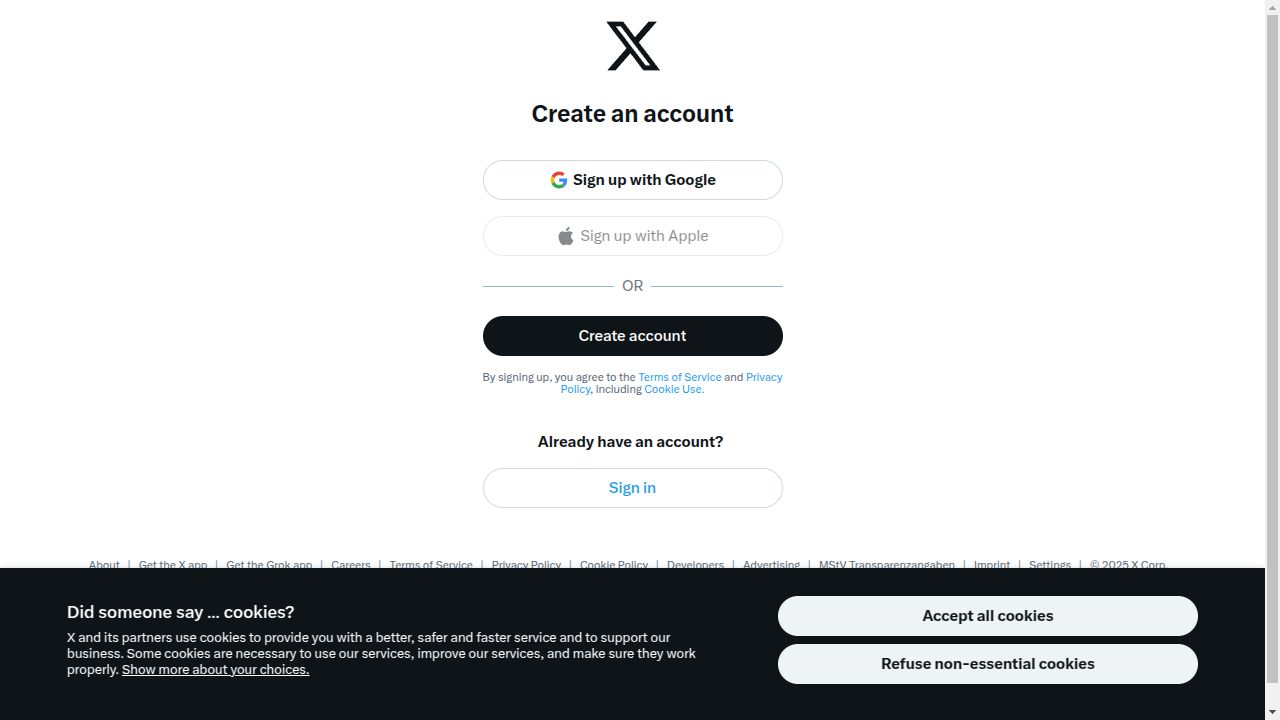 Create an account
Sign up with Google
Sign up with Apple
OR
Create account
By signing up, you agree to the Terms of Service and Privacy
Policy, including Cookie Use.
Already have an account?
Sign in
About | Get the X app | Get the Grok app | Careers | Terms of Service | Privacy Policy | Cookie Policy | Developers | Advertising | MStV Transparenzangaben | Imprint | Settings | © 2025 X Corp.
Did someone say … cookies?
X and its partners use cookies to provide you with a better, safer and faster service and to support our
business. Some cookies are necessary to use our services, improve our services, and make sure they work
properly. Show more about your choices.
Accept all cookies
Refuse non-essential cookies